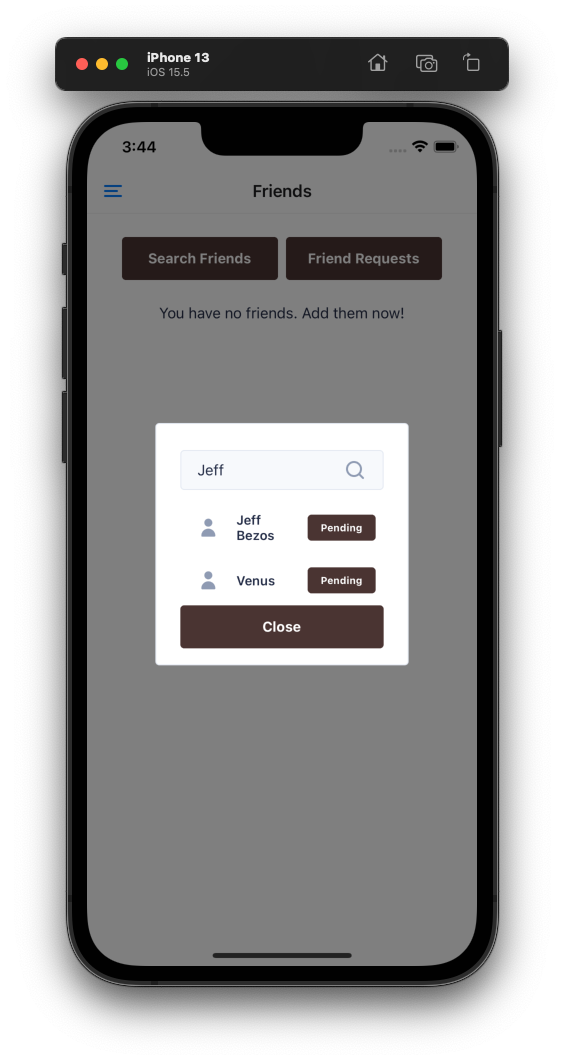 iPhone 13
iOS 15.5
3:44
Friends
Search Friends
Friend Requests
You have no friends. Add them now!
Jeff
Jeff
Bezos
Pending
Venus
Pending
Close